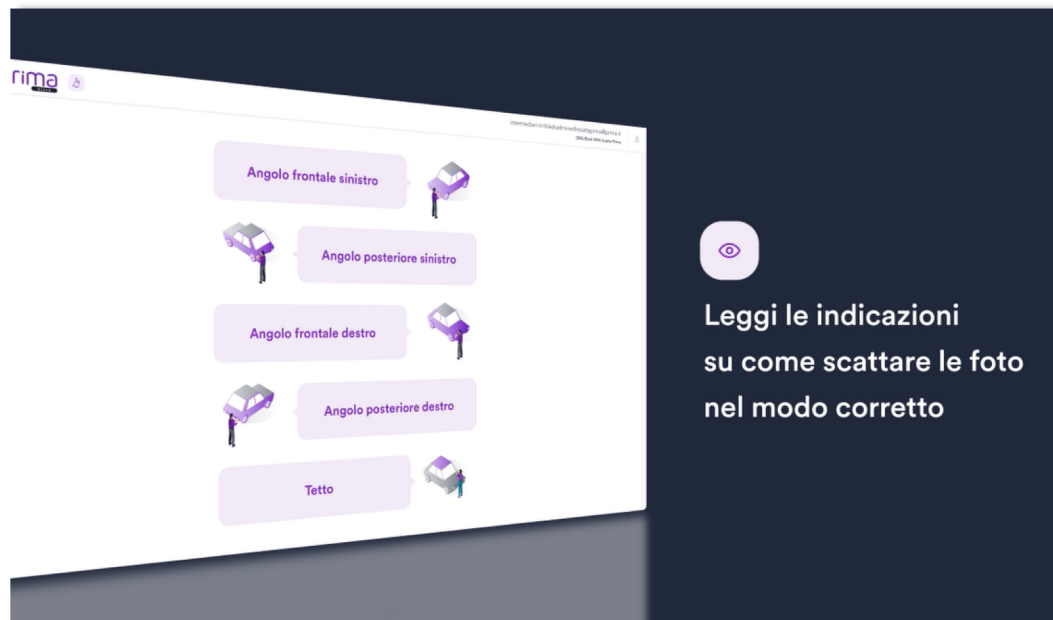 rima
Angolo frontale sinistro
Angolo posteriore sinistro
Angolo frontale destro
Angolo posteriore destro
Tetto
Leggi le indicazioni
su come scattare le foto
nel modo corretto